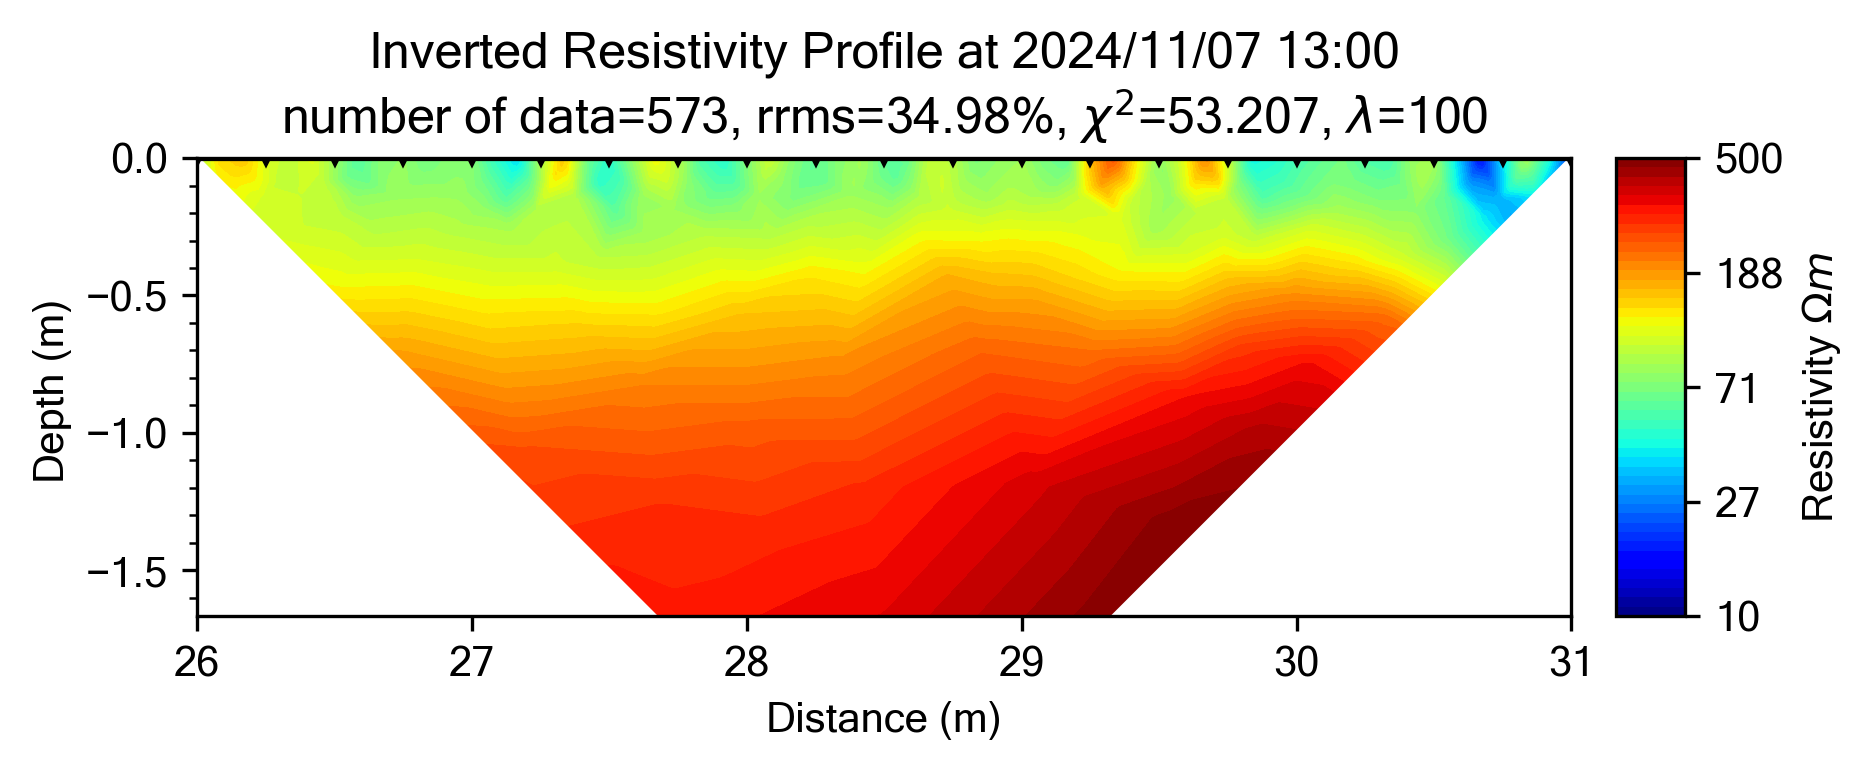 Inverted Resistivity Profile at 2024/11/07 13:00
number of data=573, rrms=34.98%, χ²=53.207, λ=100
0.0
−0.5
−1.0
−1.5
Depth (m)
26 27 28 29 30 31
Distance (m)
500
188
71
27
10
Resistivity Ωm